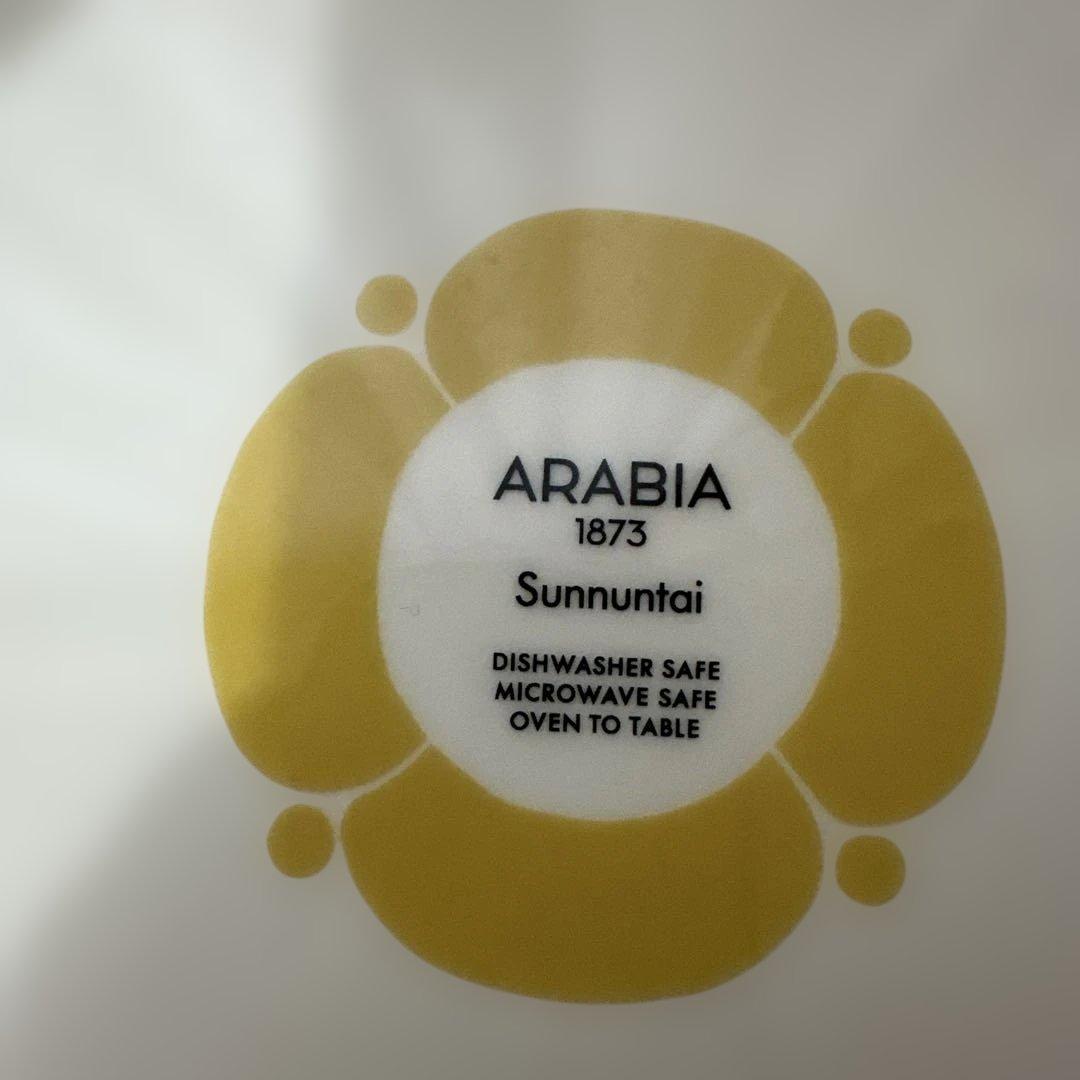 ARABIA
1873
Sunnuntai
DISHWASHER SAFE
MICROWAVE SAFE
OVEN TO TABLE